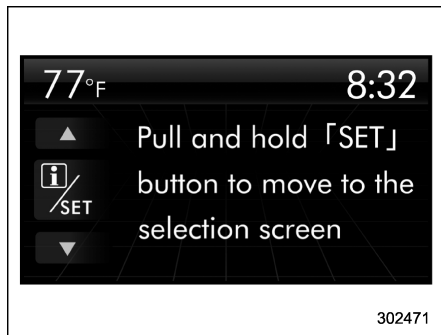 77°F 8:32
▲
Pull and hold「SET」
button to move to the
selection screen
i/SET
▼
302471